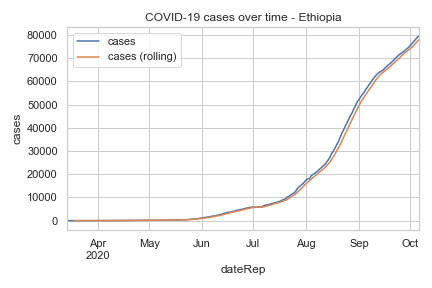 COVID-19 cases over time - Ethiopia
cases
cases (rolling)
80000
70000
60000
50000
40000
30000
20000
10000
0
cases
Apr May Jun Jul Aug Sep Oct
2020
dateRep